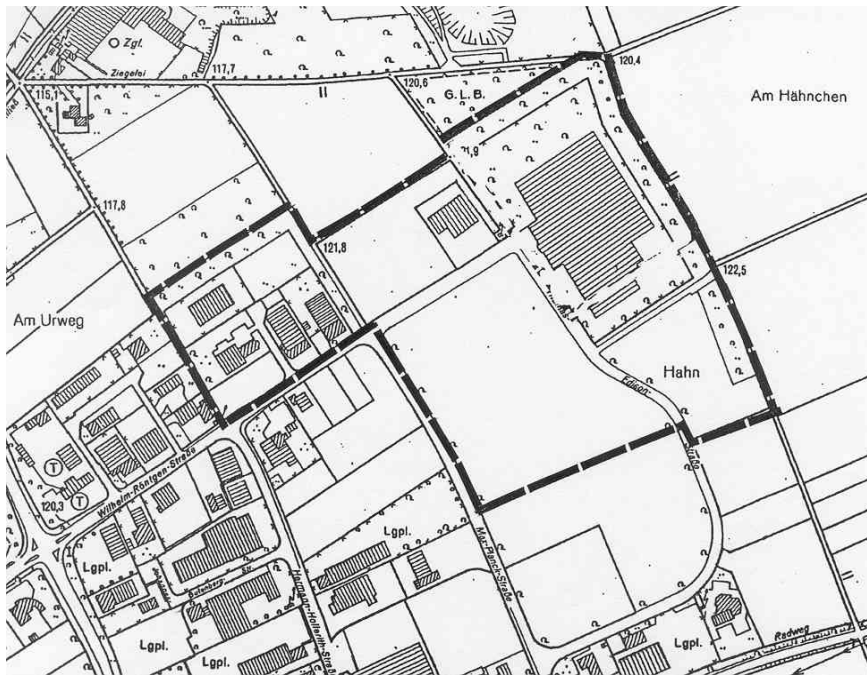 Zgl.
Ziegelei
117,7
115,1
120,6
G.L.B.
120,4
Am Hähnchen
117,8
121,8
122,5
Am Urweg
Hahn
Edison-
straße
T
T
120,3
Wilhelm-Röntgen-Straße
Lgpl.
Lgpl.
Gutenberg-
Str.
Hermann-Hollerith-Straße
Max-Planck-Straße
Lgpl.
Lgpl.
Lgpl.
Radweg